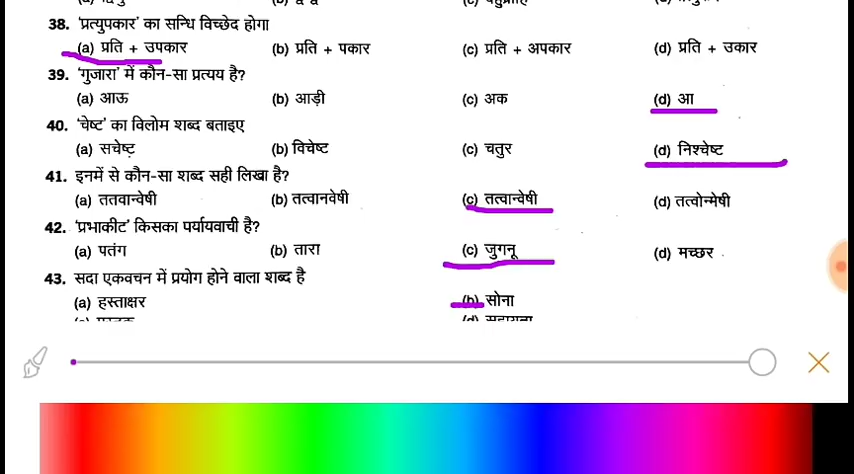 38. 'प्रत्युपकार' का सन्धि विच्छेद होगा
(a) प्रति + उपकार (b) प्रति + पकार (c) प्रति + अपकार (d) प्रति + उकार
39. 'गुजारा' में कौन-सा प्रत्यय है?
(a) आऊ (b) आड़ी (c) अक (d) आ
40. 'चेष्ट' का विलोम शब्द बताइए
(a) सचेष्ट (b) विचेष्ट (c) चतुर (d) निश्चेष्ट
41. इनमें से कौन-सा शब्द सही लिखा है?
(a) ततवान्वेषी (b) तत्वानवेषी (c) तत्वान्वेषी (d) तत्वोन्मेषी
42. 'प्रभाकीट' किसका पर्यायवाची है?
(a) पतंग (b) तारा (c) जुगनू (d) मच्छर
43. सदा एकवचन में प्रयोग होने वाला शब्द है
(a) हस्ताक्षर (b) सोना